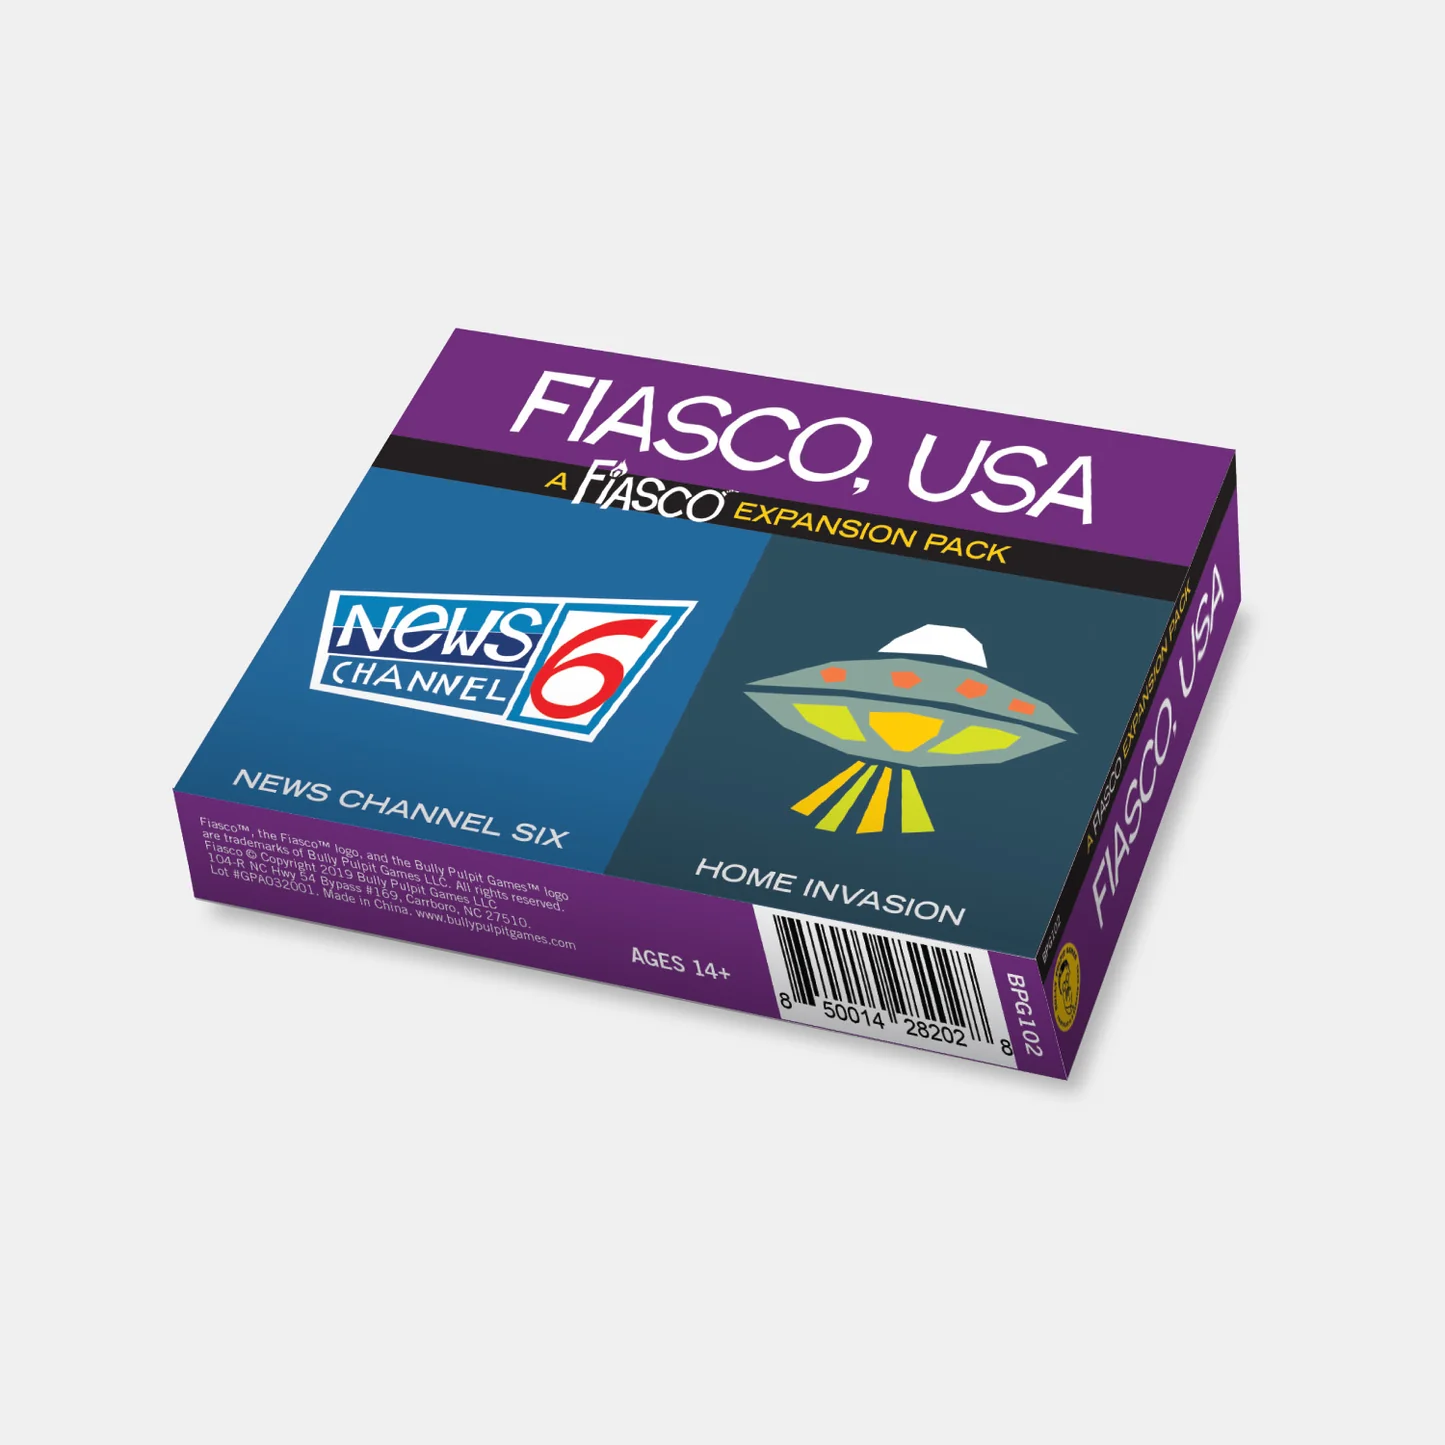 FIASCO, USA
A FIASCO EXPANSION PACK
NEWS
CHANNEL
6
NEWS CHANNEL SIX
HOME INVASION
Fiasco™, the Fiasco™ logo, and the Bully Pulpit Games™ logo
are trademarks of Bully Pulpit Games LLC. All rights reserved.
Fiasco © Copyright 2019 Bully Pulpit Games LLC
104-R NC Hwy 54 Bypass #169, Carrboro, NC 27510.
Lot #GPA032001. Made in China. www.bullypulpitgames.com
AGES 14+
8 50014 28202 8
BPG102
BPG102
A FIASCO EXPANSION PACK
FIASCO, USA